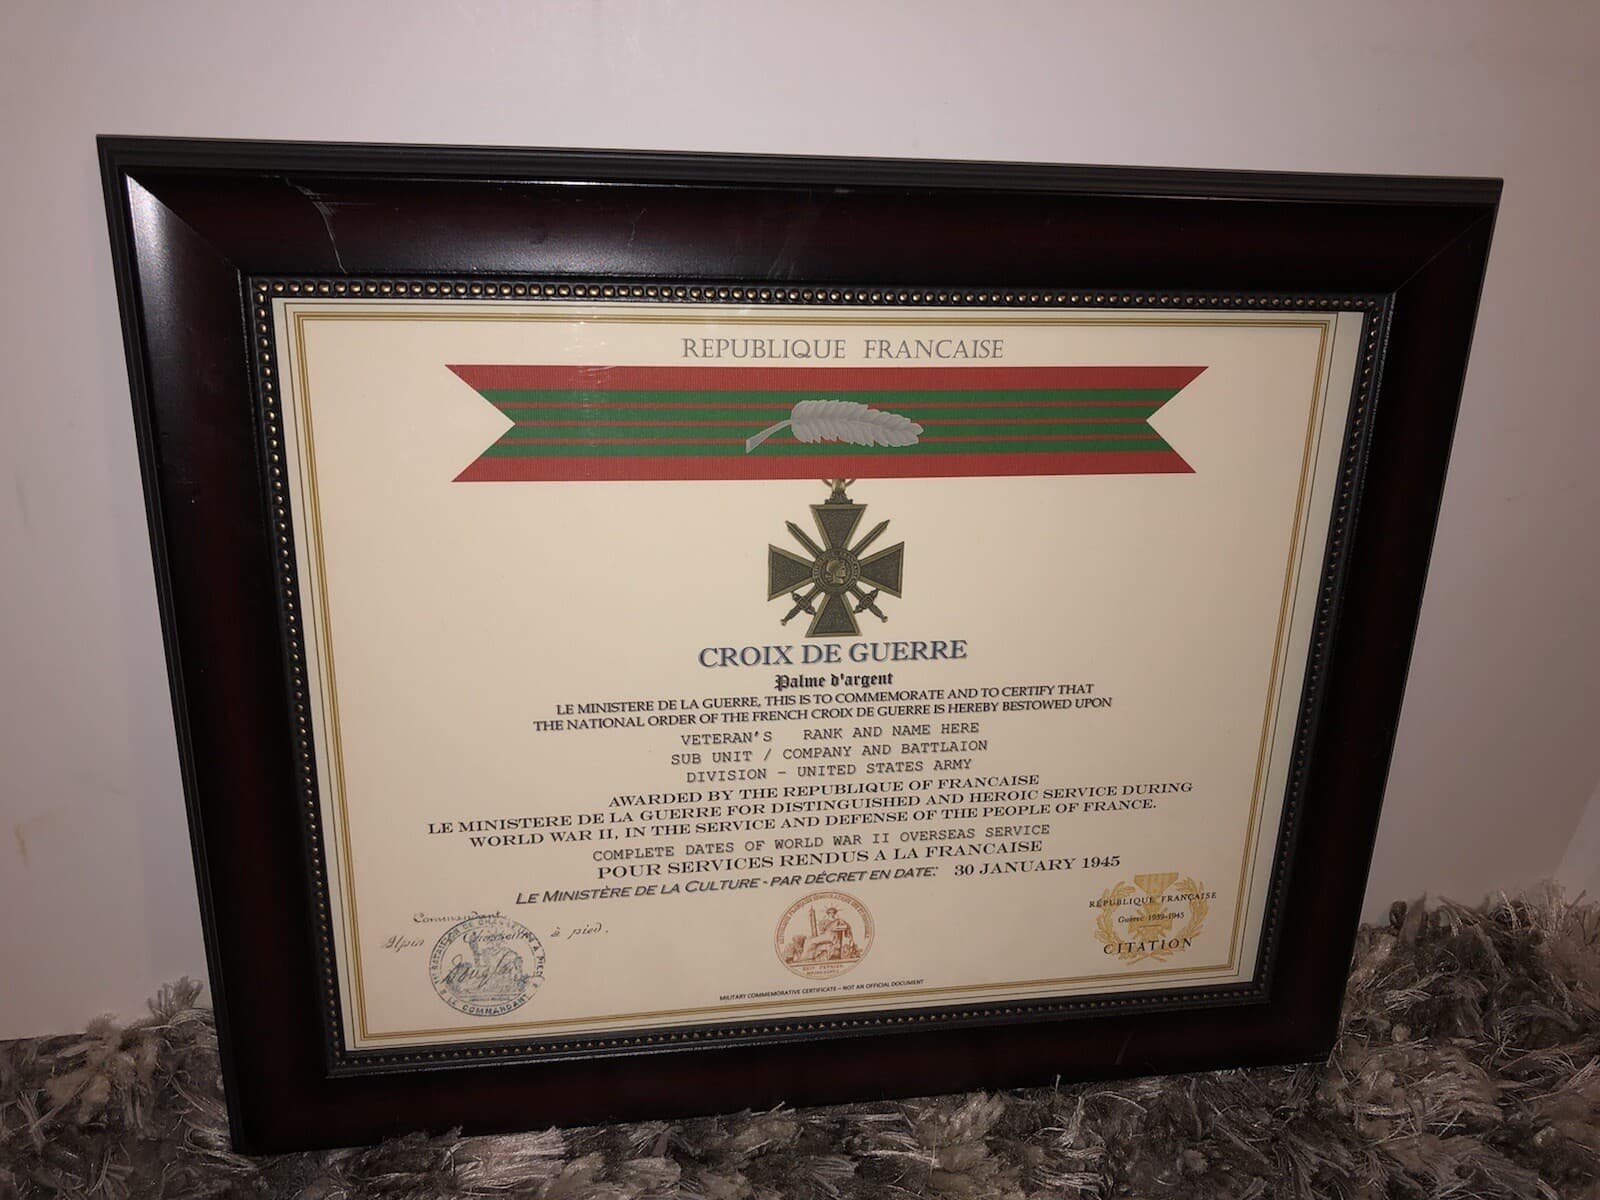 REPUBLIQUE FRANCAISE
CROIX DE GUERRE
Palme d'argent
LE MINISTERE DE LA GUERRE, THIS IS TO COMMEMORATE AND TO CERTIFY THAT
THE NATIONAL ORDER OF THE FRENCH CROIX DE GUERRE IS HEREBY BESTOWED UPON
VETERAN'S RANK AND NAME HERE
SUB UNIT / COMPANY AND BATTLAION
DIVISION - UNITED STATES ARMY
AWARDED BY THE REPUBLIQUE OF FRANCAISE
LE MINISTERE DE LA GUERRE FOR DISTINGUISHED AND HEROIC SERVICE DURING
WORLD WAR II, IN THE SERVICE AND DEFENSE OF THE PEOPLE OF FRANCE.
COMPLETE DATES OF WORLD WAR II OVERSEAS SERVICE
POUR SERVICES RENDUS A LA FRANCAISE
LE MINISTÈRE DE LA CULTURE - PAR DÉCRET EN DATE: 30 JANUARY 1945
Commandant
Alpin à pied.
LE COMMANDANT
REPUBLIQUE FRANÇAISE
Guerre 1939-1945
CITATION
MILITARY COMMEMORATIVE CERTIFICATE – NOT AN OFFICIAL DOCUMENT